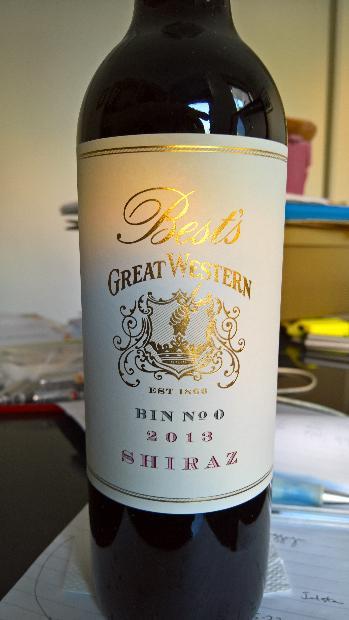 Best's
GREAT WESTERN
EST 1866
BIN No 0
2013
SHIRAZ